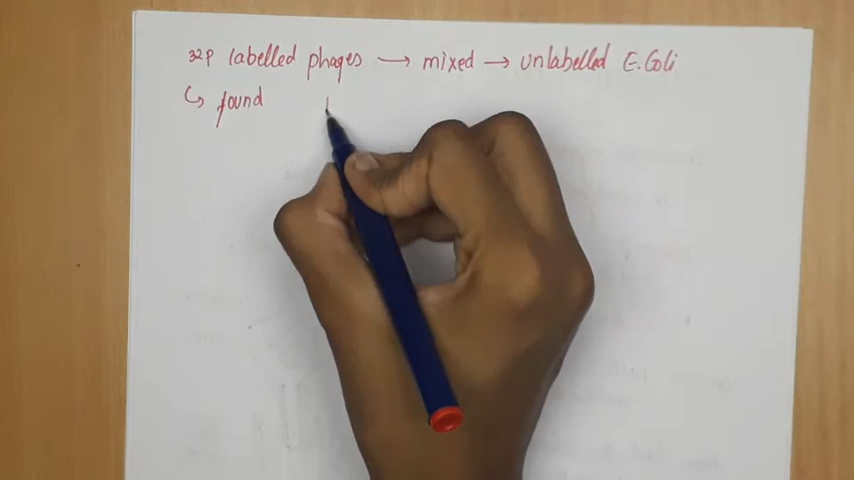 32P labelled phages → mixed → unlabelled E.Coli
↳ found